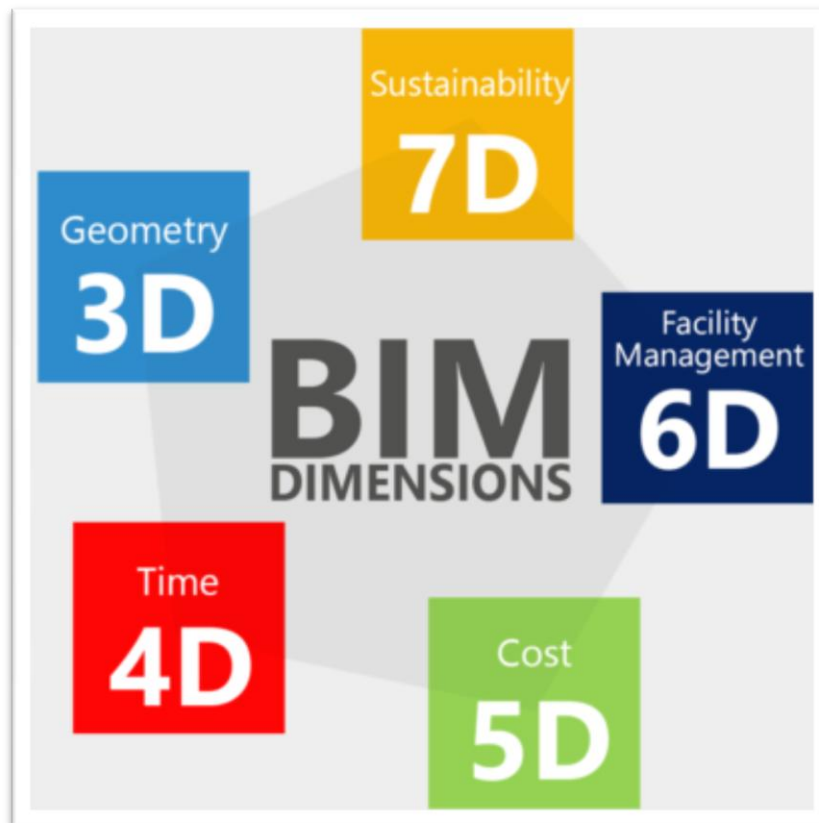 Sustainability
7D
Geometry
3D
Facility
Management
6D
BIM
DIMENSIONS
Time
4D
Cost
5D